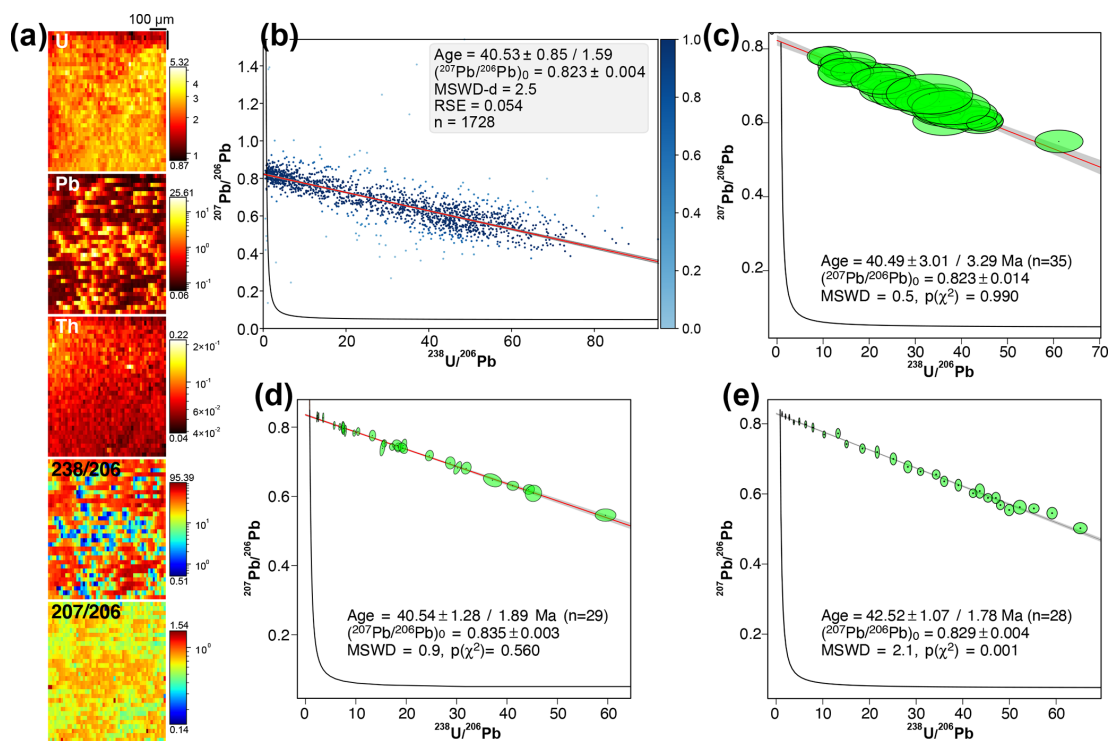 (a)
100 µm
U
5.32
4
3
2
1
0.87
Pb
25.61
10¹
10⁰
10⁻¹
0.06
Th
0.22
2×10⁻¹
10⁻¹
6×10⁻²
4×10⁻²
0.04
238/206
95.39
10¹
10⁰
0.51
207/206
1.54
10⁰
0.14
(b)
Age = 40.53 ± 0.85 / 1.59
(²⁰⁷Pb/²⁰⁶Pb)₀ = 0.823 ± 0.004
MSWD-d = 2.5
RSE = 0.054
n = 1728
1.4
1.2
1.0
0.8
0.6
0.4
0.2
0.0
²⁰⁷Pb/²⁰⁶Pb
0 20 40 60 80
²³⁸U/²⁰⁶Pb
1.0
0.8
0.6
0.4
0.2
0.0
(c)
0.8
0.6
0.4
0.2
²⁰⁷Pb/²⁰⁶Pb
Age = 40.49 ± 3.01 / 3.29 Ma (n=35)
(²⁰⁷Pb/²⁰⁶Pb)₀ = 0.823 ± 0.014
MSWD = 0.5, p(χ²) = 0.990
0 10 20 30 40 50 60 70
²³⁸U/²⁰⁶Pb
(d)
0.8
0.6
0.4
0.2
²⁰⁷Pb/²⁰⁶Pb
Age = 40.54 ± 1.28 / 1.89 Ma (n=29)
(²⁰⁷Pb/²⁰⁶Pb)₀ = 0.835 ± 0.003
MSWD = 0.9, p(χ²)= 0.560
0 10 20 30 40 50 60
²³⁸U/²⁰⁶Pb
(e)
0.8
0.6
0.4
0.2
²⁰⁷Pb/²⁰⁶Pb
Age = 42.52 ± 1.07 / 1.78 Ma (n=28)
(²⁰⁷Pb/²⁰⁶Pb)₀ = 0.829 ± 0.004
MSWD = 2.1, p(χ²) = 0.001
0 10 20 30 40 50 60
²³⁸U/²⁰⁶Pb